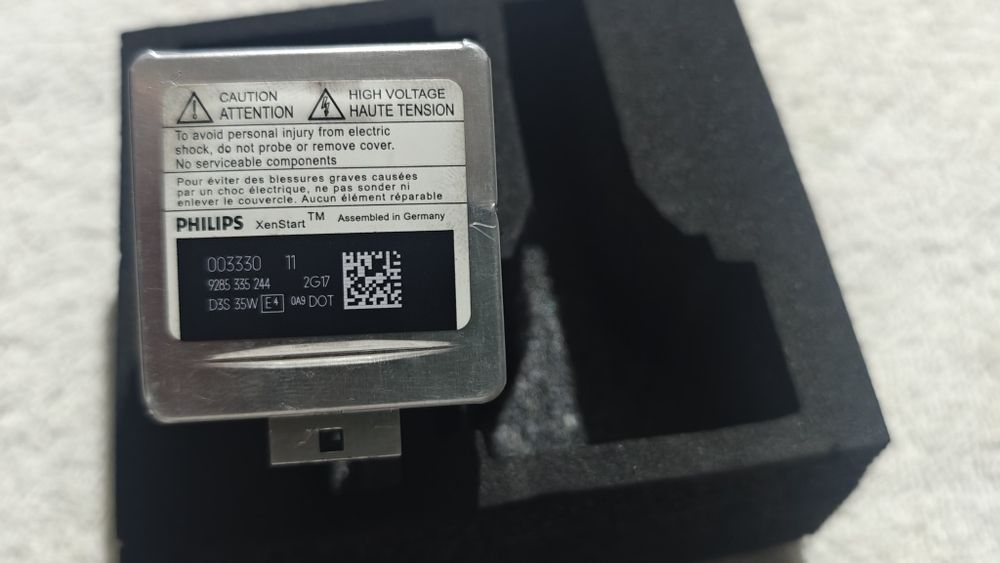 CAUTION
ATTENTION
HIGH VOLTAGE
HAUTE TENSION
To avoid personal injury from electric
shock, do not probe or remove cover.
No serviceable components
Pour éviter des blessures graves causées
par un choc électrique, ne pas sonder ni
enlever le couvercle. Aucun élément réparable
PHILIPS XenStart™ Assembled in Germany
003330 11
9285 335 244 2G17
D3S 35W E4 0A9 DOT